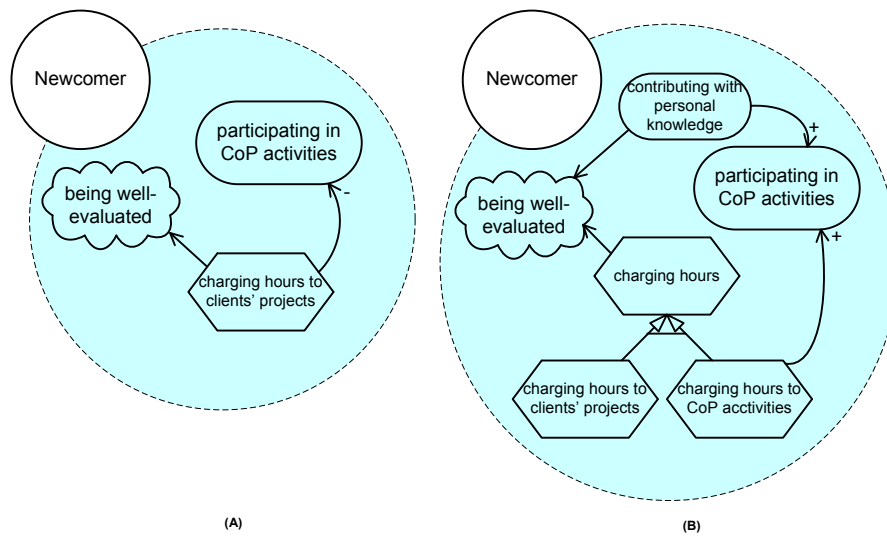 Newcomer
participating in
CoP activities
being well-
evaluated
-
charging hours to
clients' projects
(A)
Newcomer
contributing with
personal
knowledge
+
participating in
CoP activities
being well-
evaluated
+
charging hours
charging hours to
clients' projects
charging hours to
CoP acctivities
(B)